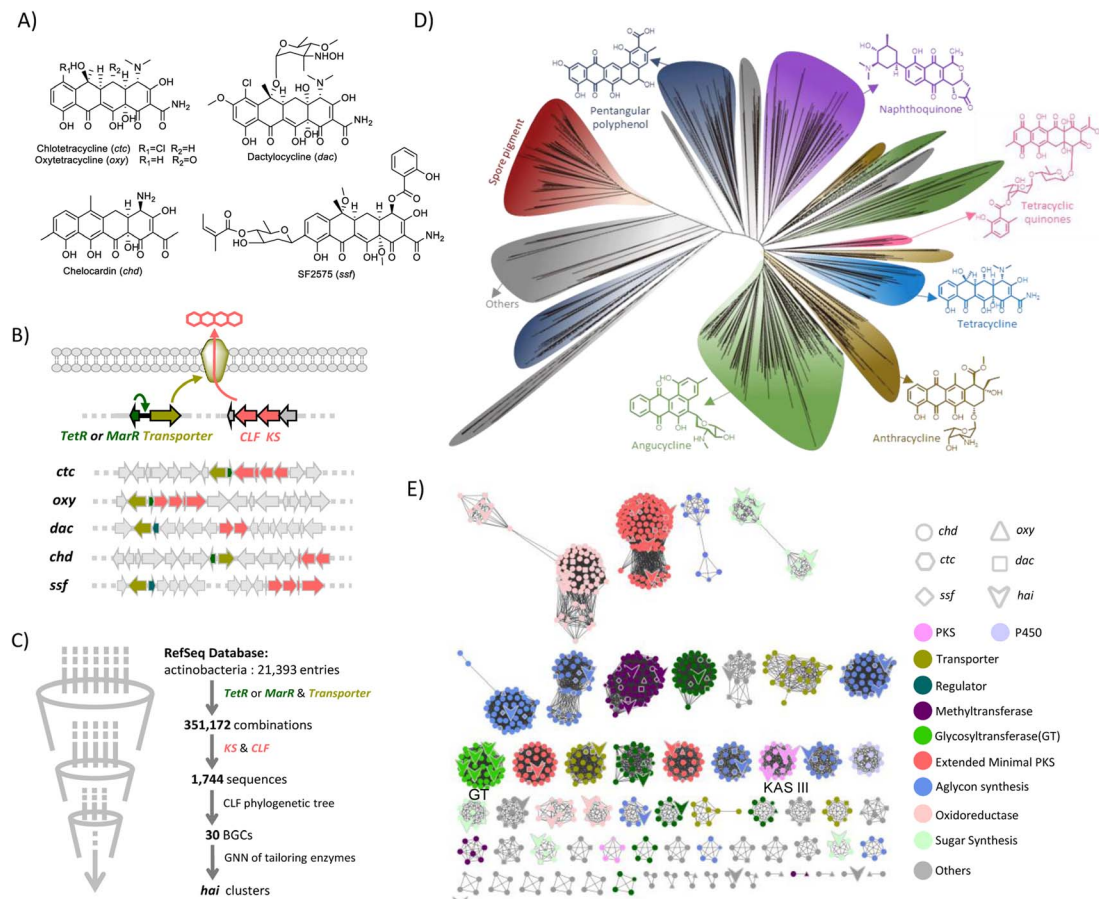 A)
Chlotetracycline (ctc) R₁=Cl R₂=H
Oxytetracycline (oxy) R₁=H R₂=O
Dactylocycline (dac)
Chelocardin (chd)
SF2575 (ssf)
B)
TetR or MarR Transporter
CLF KS
ctc
oxy
dac
chd
ssf
C)
RefSeq Database:
actinobacteria : 21,393 entries
TetR or MarR & Transporter
351,172 combinations
KS & CLF
1,744 sequences
CLF phylogenetic tree
30 BGCs
GNN of tailoring enzymes
hai clusters
D)
Pentangular
polyphenol
Naphthoquinone
Spore pigment
Tetracyclic
quinones
Others
Tetracycline
Angucycline
Anthracycline
E)
chd
oxy
ctc
dac
ssf
hai
PKS
P450
Transporter
Regulator
Methyltransferase
Glycosyltransferase(GT)
Extended Minimal PKS
Aglycon synthesis
Oxidoreductase
Sugar Synthesis
Others
GT
KAS III